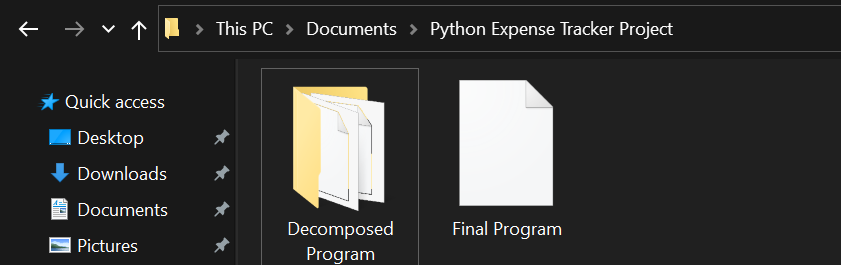 This PC
Documents
Python Expense Tracker Project
Quick access
Desktop
Downloads
Documents
Pictures
Decomposed
Program
Final Program